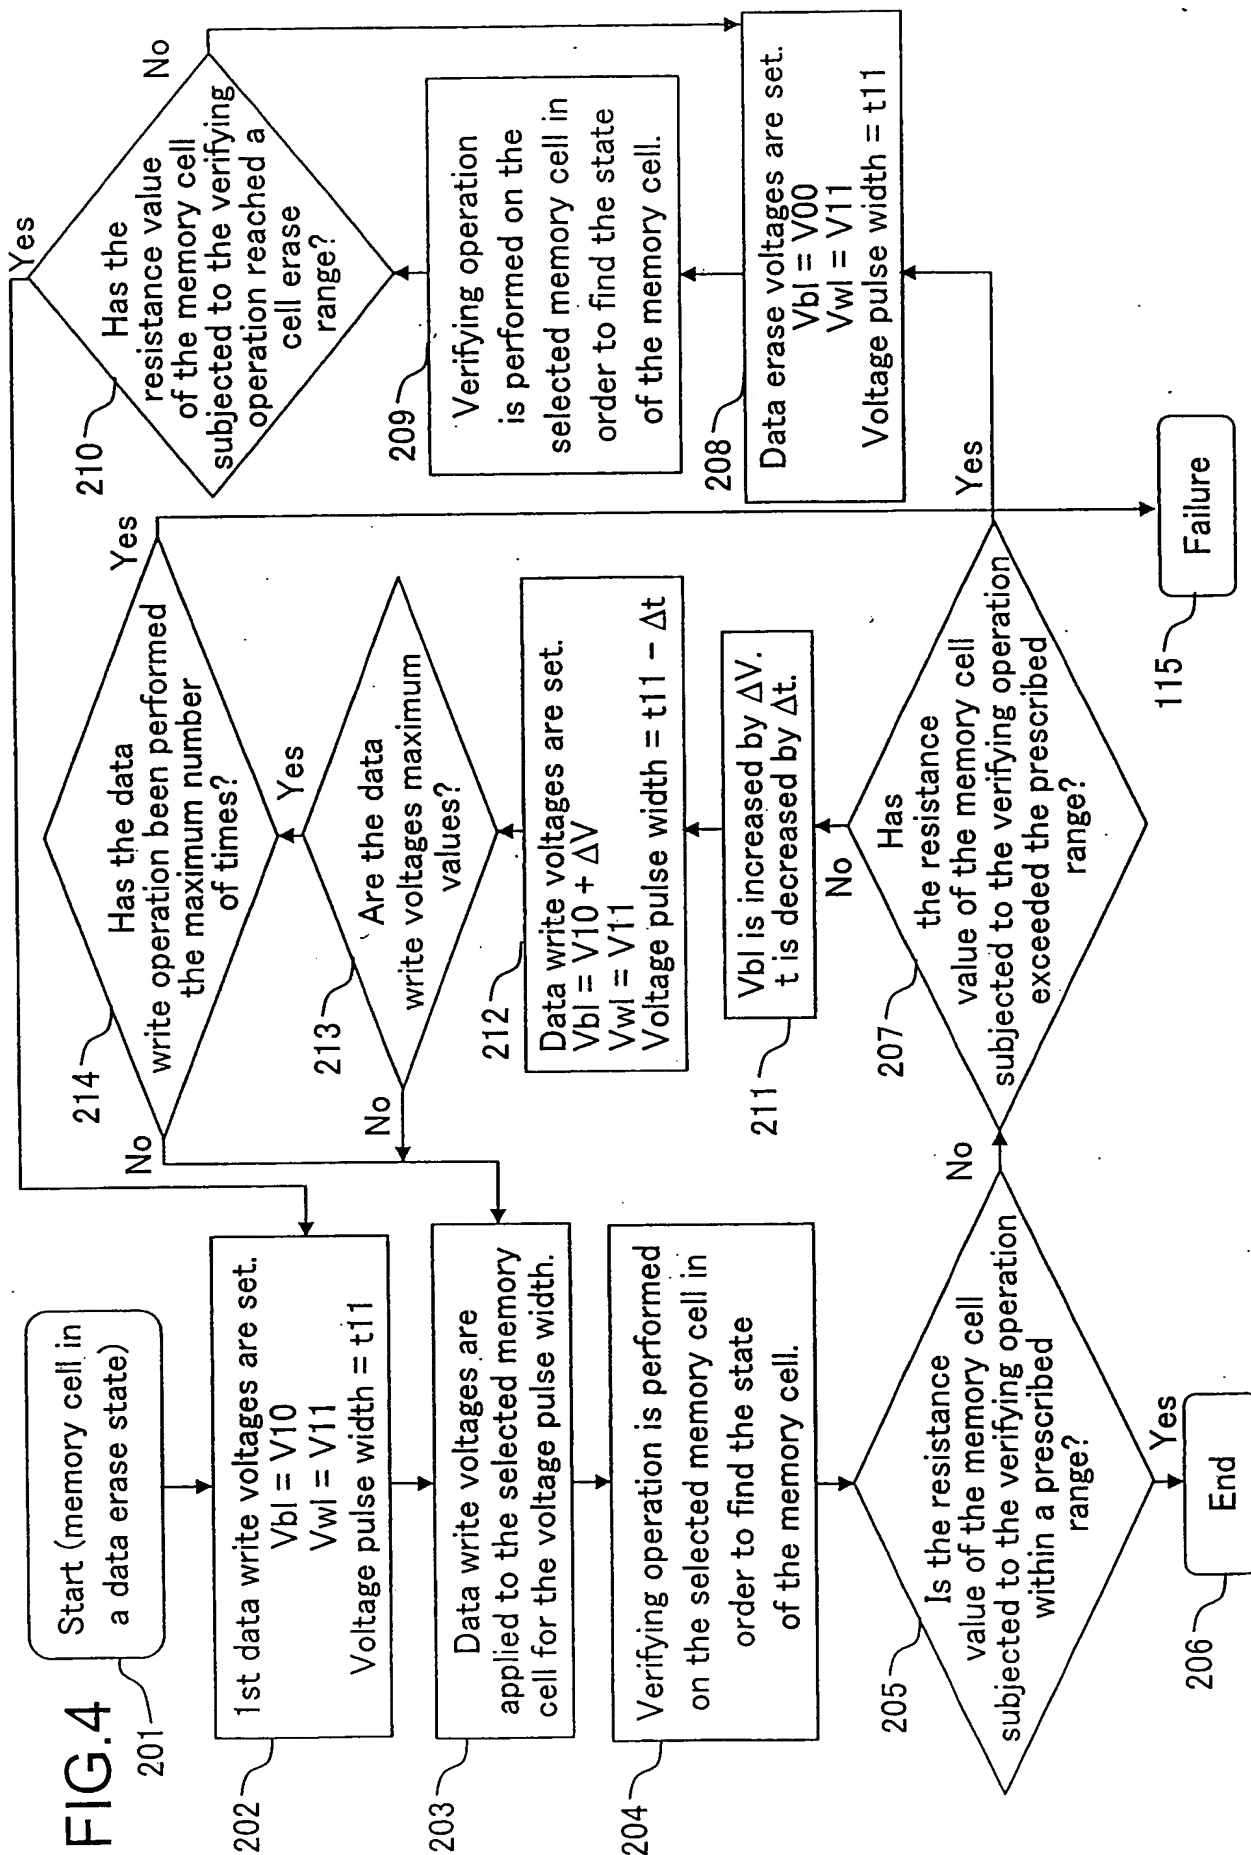 FIG.4
201
Start (memory cell in
a data erase state)
202
1st data write voltages are set.
Vbl = V10
Vwl = V11
Voltage pulse width = t11
203
Data write voltages are
applied to the selected memory
cell for the voltage pulse width.
204
Verifying operation is performed
on the selected memory cell in
order to find the state
of the memory cell.
205
Is the resistance
value of the memory cell
subjected to the verifying operation
within a prescribed
range?
Yes
No
206
End
207
Has
the resistance
value of the memory cell
subjected to the verifying operation
exceeded the prescribed
range?
No
Yes
211
Vbl is increased by ΔV.
t is decreased by Δt.
212
Data write voltages are set.
Vbl = V10 + ΔV
Vwl = V11
Voltage pulse width = t11 − Δt
213
Are the data
write voltages maximum
values?
No
Yes
214
Has the data
write operation been performed
the maximum number
of times?
No
Yes
115
Failure
208
Data erase voltages are set.
Vbl = V00
Vwl = V11
Voltage pulse width = t11
209
Verifying operation
is performed on the
selected memory cell in
order to find the state
of the memory cell.
210
Has the
resistance value
of the memory cell
subjected to the verifying
operation reached a
cell erase
range?
Yes
No